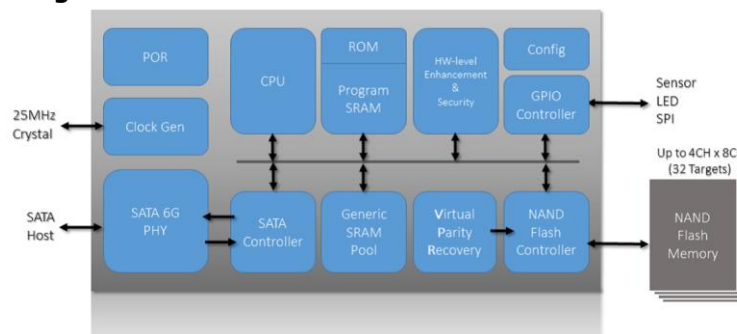 POR
CPU
ROM
Program
SRAM
HW-level
Enhancement
&
Security
Config
GPIO
Controller
Sensor
LED
SPI
25MHz
Crystal
Clock Gen
Up to 4CH x 8C
(32 Targets)
SATA
Host
SATA 6G
PHY
SATA
Controller
Generic
SRAM
Pool
Virtual
Parity
Recovery
NAND
Flash
Controller
NAND
Flash
Memory